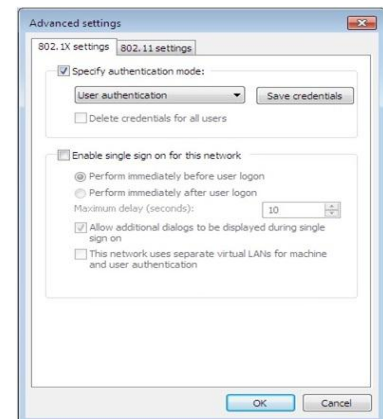 Advanced settings
802.1X settings
802.11 settings
Specify authentication mode:
User authentication
Save credentials
Delete credentials for all users
Enable single sign on for this network
Perform immediately before user logon
Perform immediately after user logon
Maximum delay (seconds):
10
Allow additional dialogs to be displayed during single
sign on
This network uses separate virtual LANs for machine
and user authentication
OK
Cancel